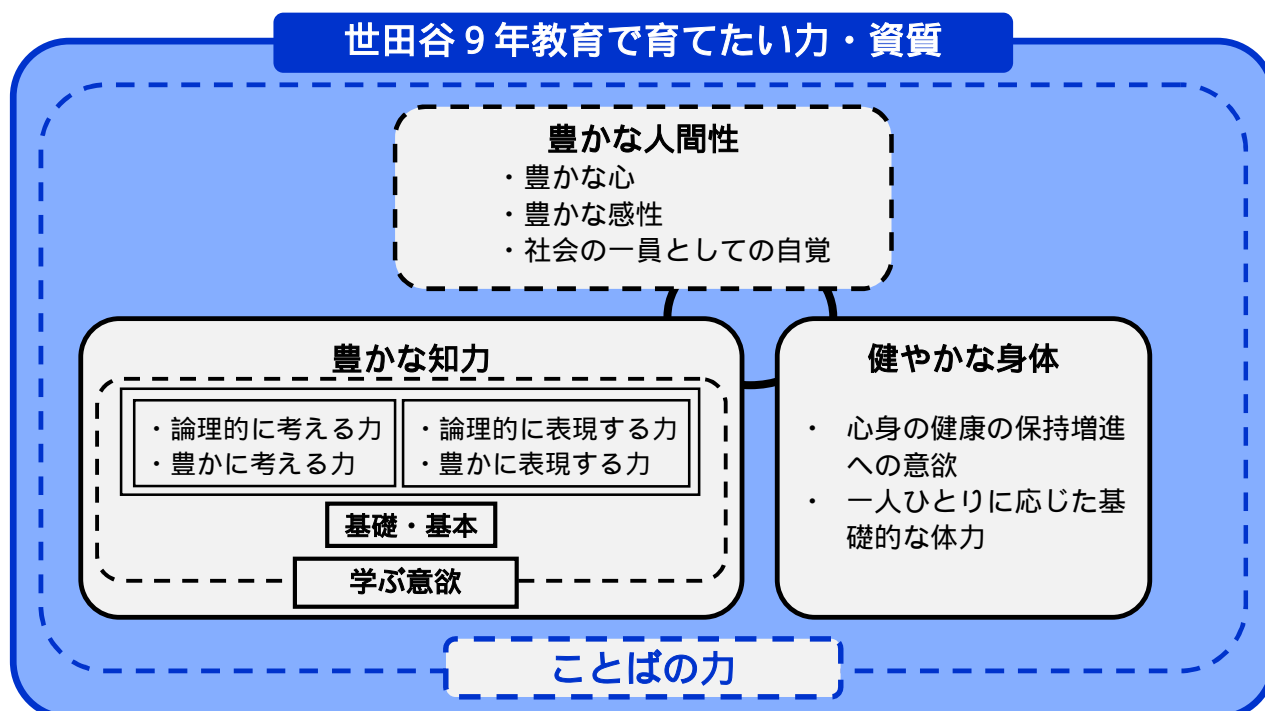 世田谷９年教育で育てたい力・資質
豊かな人間性
・豊かな心
・豊かな感性
・社会の一員としての自覚
豊かな知力
・論理的に考える力
・豊かに考える力
・論理的に表現する力
・豊かに表現する力
基礎・基本
学ぶ意欲
健やかな身体
・ 心身の健康の保持増進
への意欲
・ 一人ひとりに応じた基
礎的な体力
ことばの力